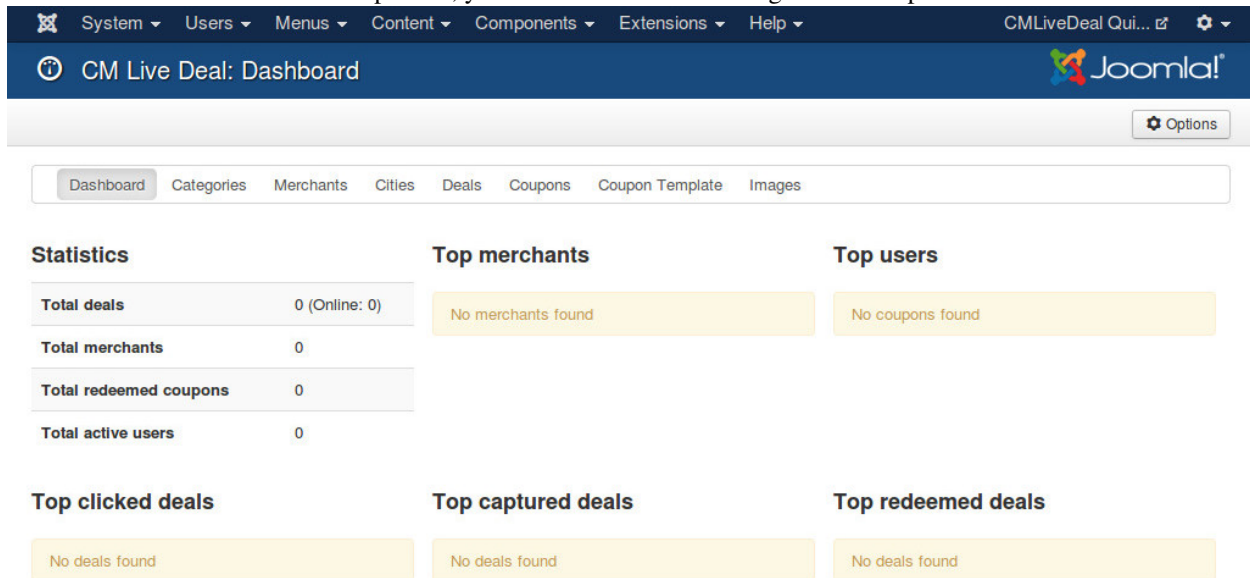 System Users Menus Content Components Extensions Help CMLiveDeal Qui...
CM Live Deal: Dashboard Joomla!®
Options
Dashboard Categories Merchants Cities Deals Coupons Coupon Template Images
Statistics Top merchants Top users
Total deals 0 (Online: 0)
No merchants found No coupons found
Total merchants 0
Total redeemed coupons 0
Total active users 0
Top clicked deals Top captured deals Top redeemed deals
No deals found No deals found No deals found